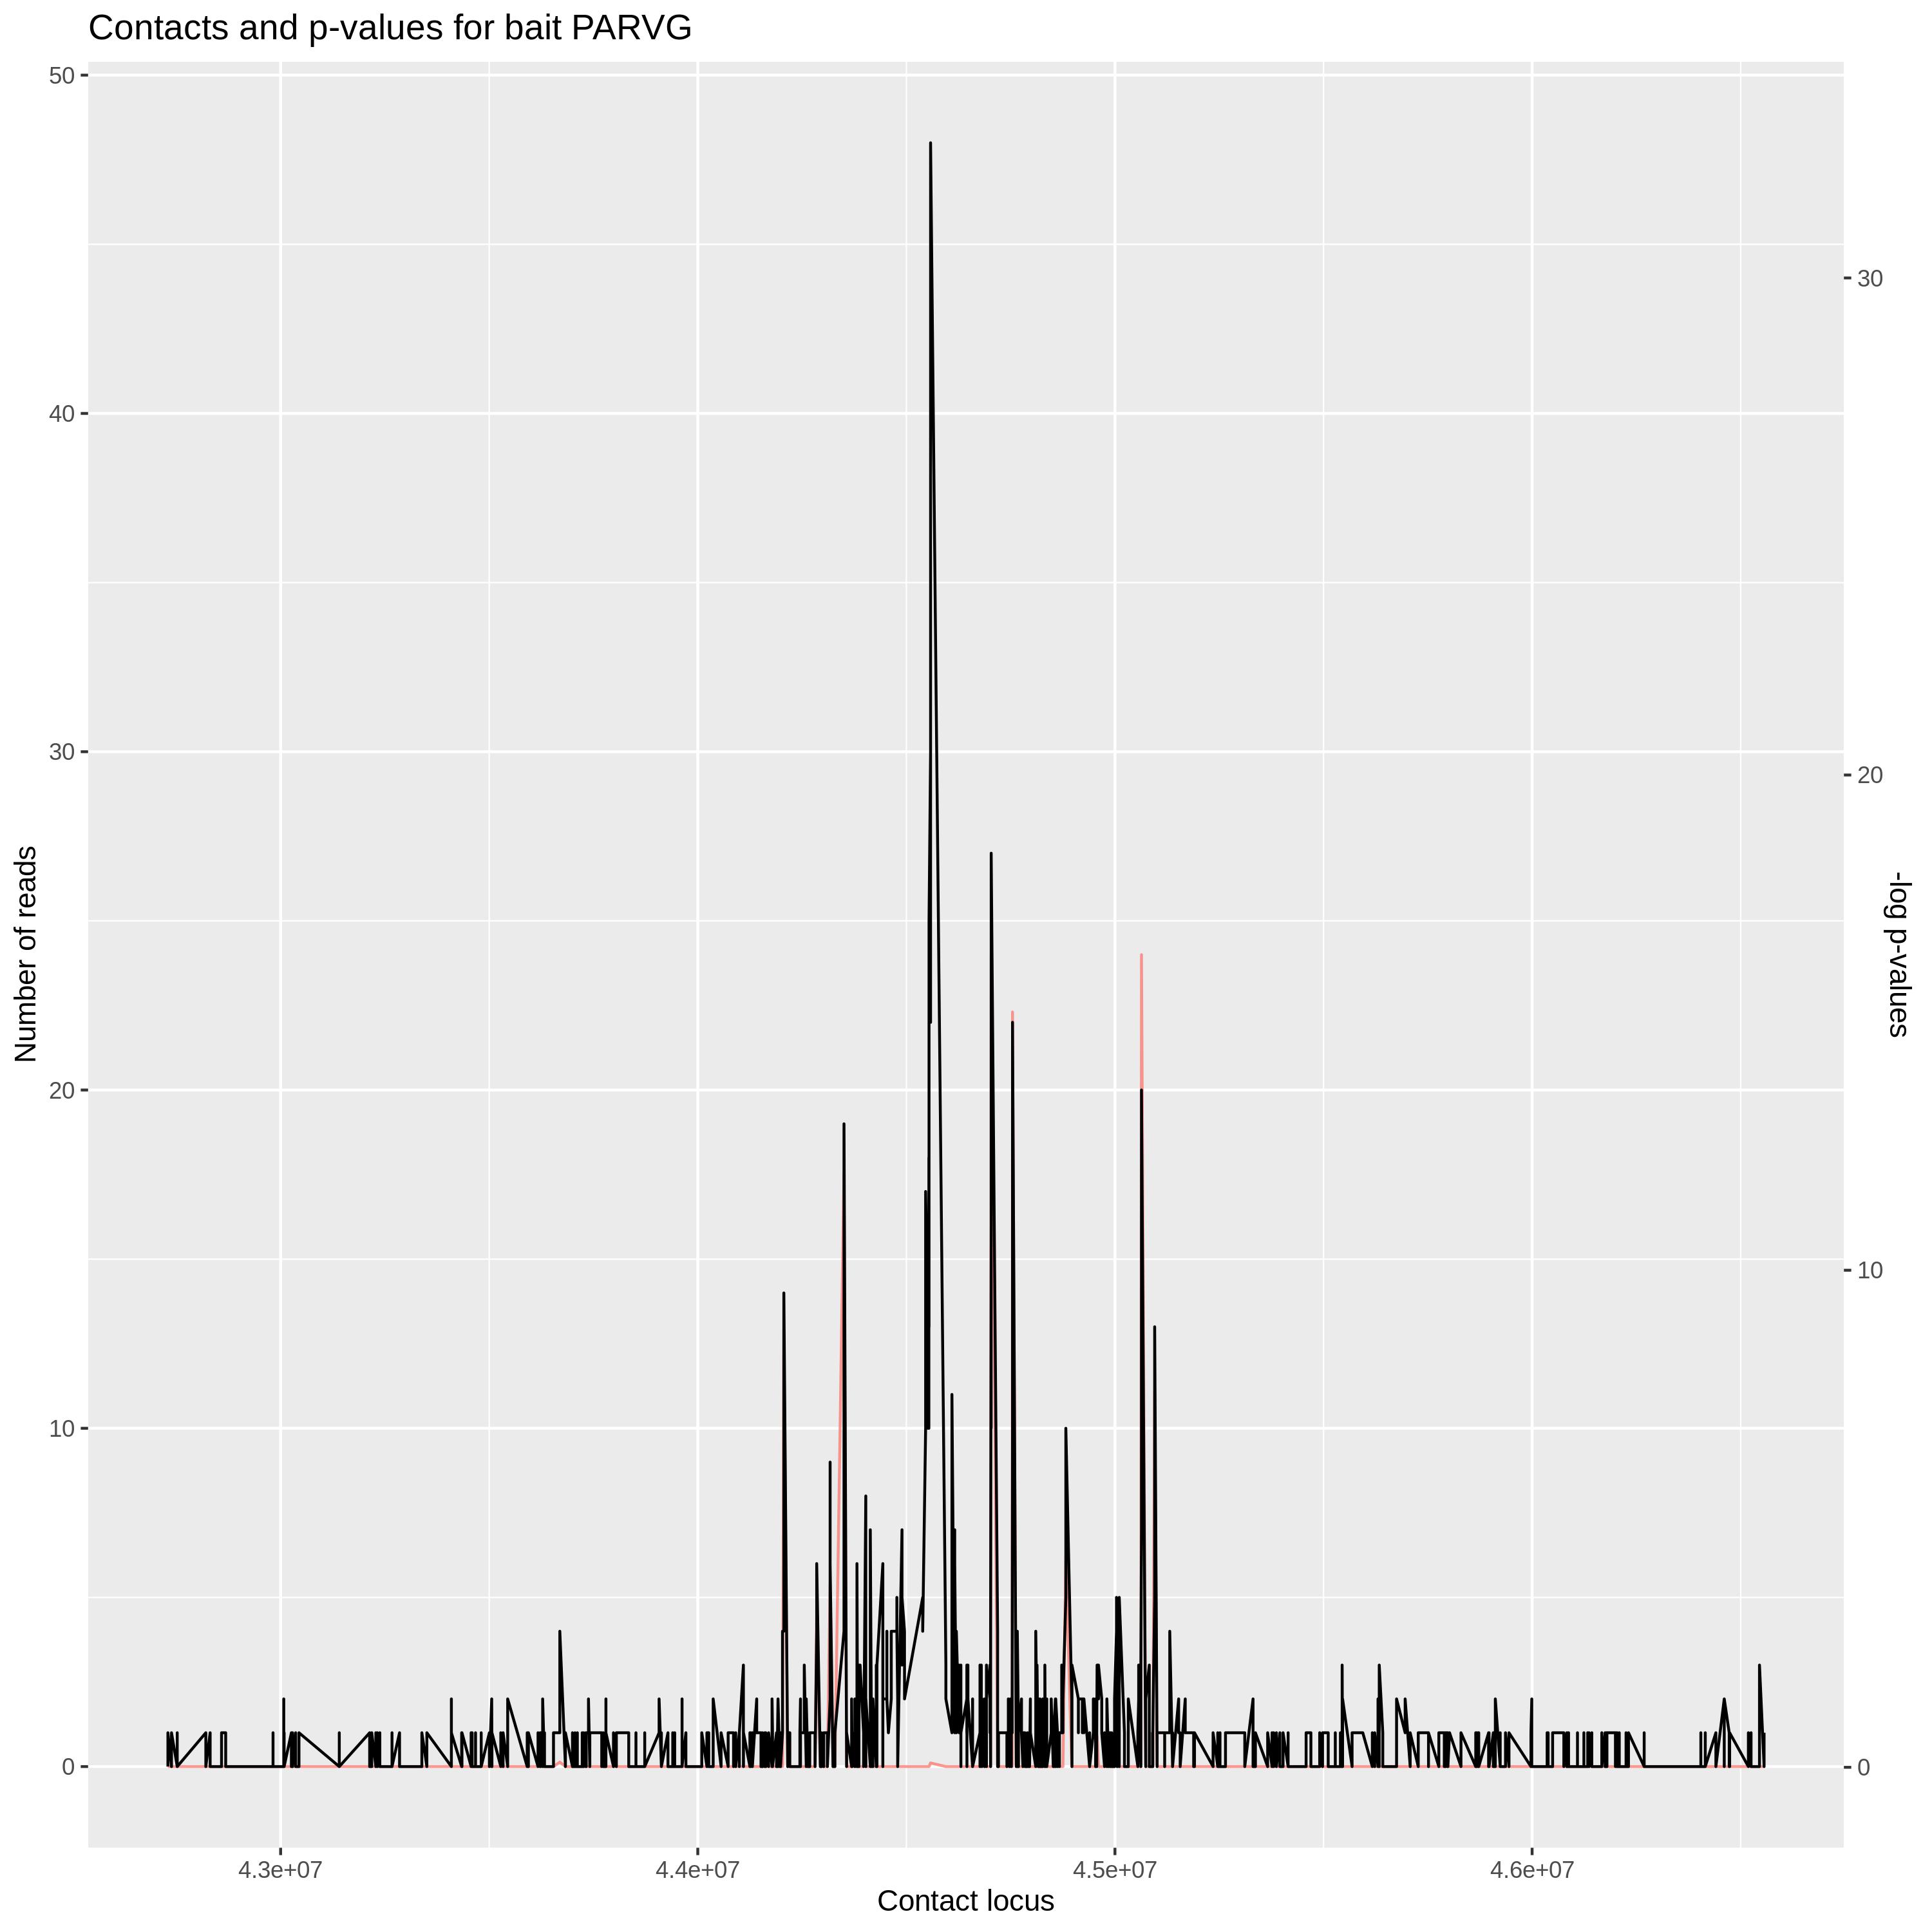 Contacts and p-values for bait PARVG
50
40
30
20
10
0
Number of reads
30
20
10
0
-log p-values
4.3e+07
4.4e+07
4.5e+07
4.6e+07
Contact locus